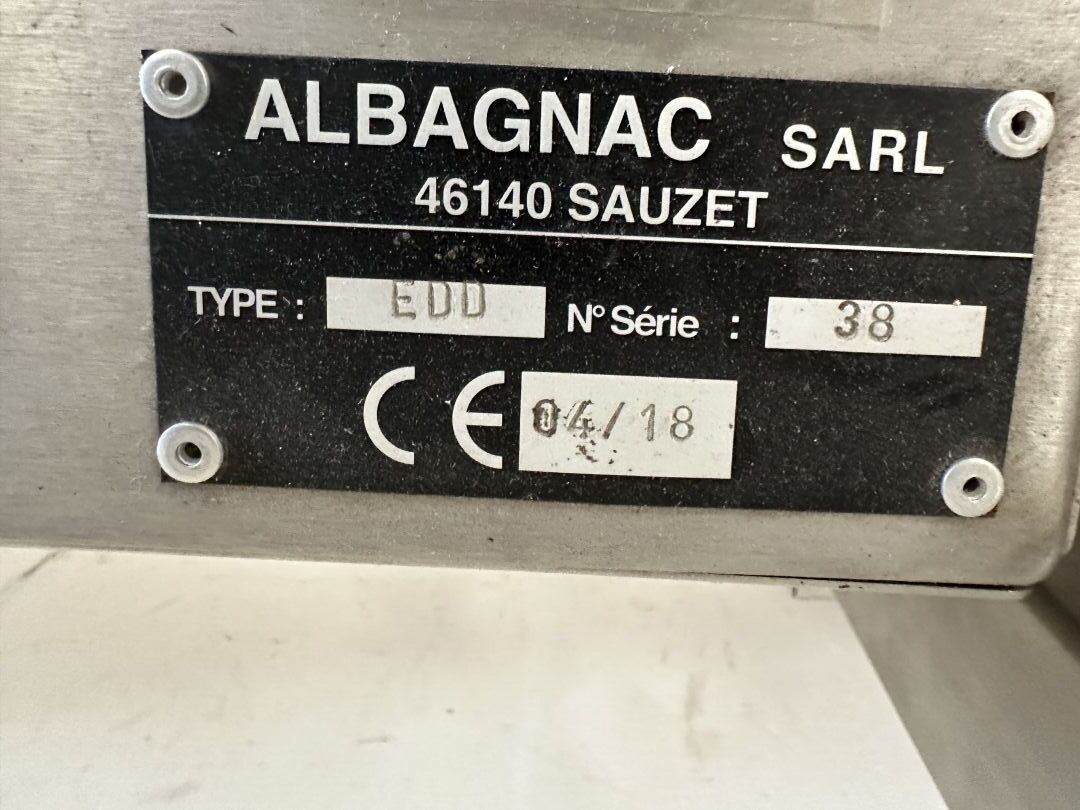 ALBAGNAC SARL
46140 SAUZET
TYPE : EDD N° Série : 38
CE 04/18